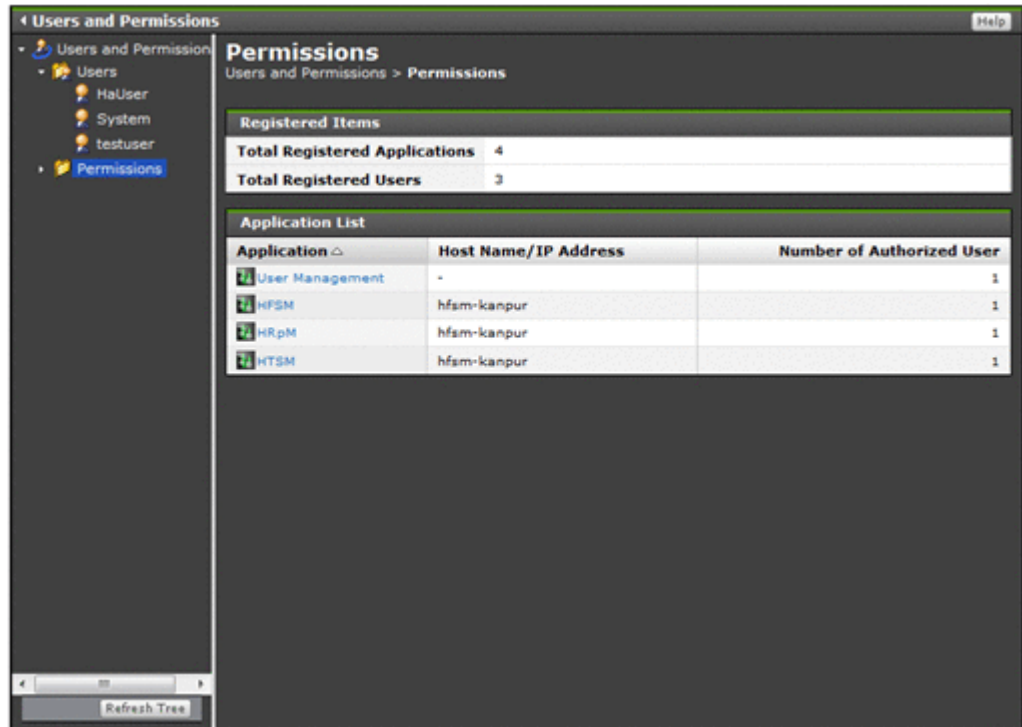 Users and Permissions
Help
Users and Permission
Users
HaUser
System
testuser
Permissions
Refresh Tree
Permissions
Users and Permissions > Permissions
Registered Items
Total Registered Applications 4
Total Registered Users 3
Application List
Application Host Name/IP Address Number of Authorized User
User Management - 1
HFSM hfsm-kanpur 1
HRpM hfsm-kanpur 1
HTSM hfsm-kanpur 1